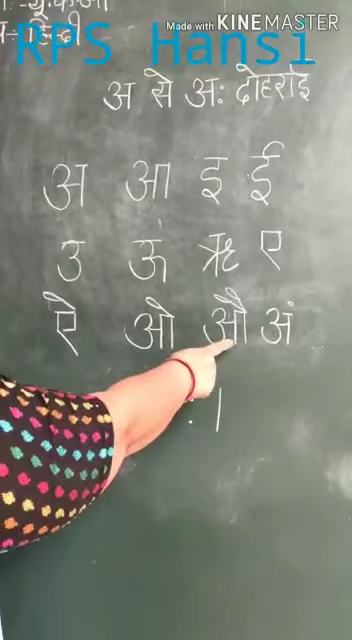 Made with KINEMASTER
RPS Hansi
हिन्दी
अ से अः दोहराई
अ आ इ ई
उ ऊ ऋ ए
ऐ ओ औ अं